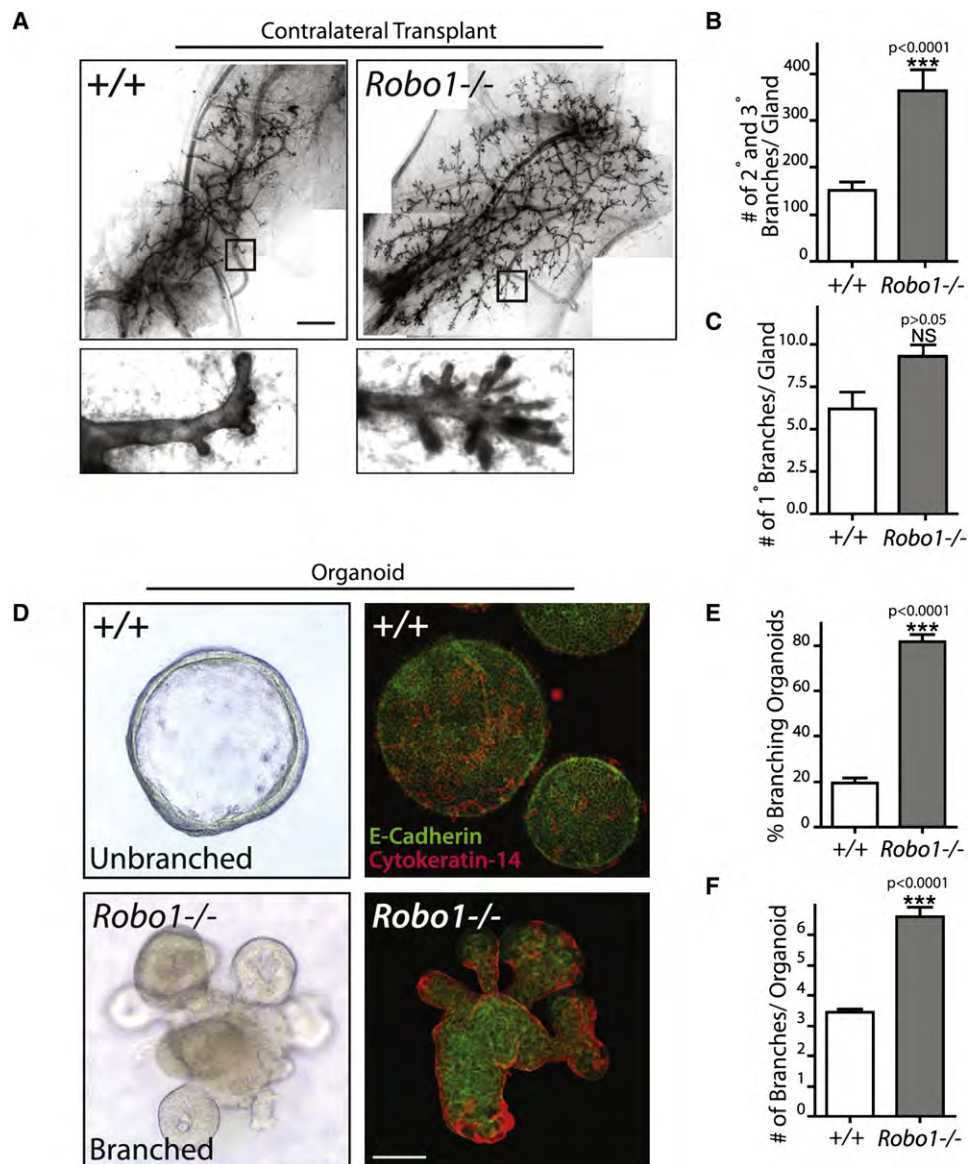 A
Contralateral Transplant
+/+
Robo1-/-
B
p<0.0001
***
# of 2° and 3°
Branches/ Gland
400
300
200
100
0
+/+
Robo1-/-
C
p>0.05
NS
# of 1° Branches/ Gland
10.0
7.5
5.0
2.5
0.0
+/+
Robo1-/-
D
Organoid
+/+
Unbranched
+/+
E-Cadherin
Cytokeratin-14
Robo1-/-
Branched
Robo1-/-
E
p<0.0001
***
% Branching Organoids
80
60
40
20
0
+/+
Robo1-/-
F
p<0.0001
***
# of Branches/ Organoid
6
5
4
3
2
1
0
+/+
Robo1-/-